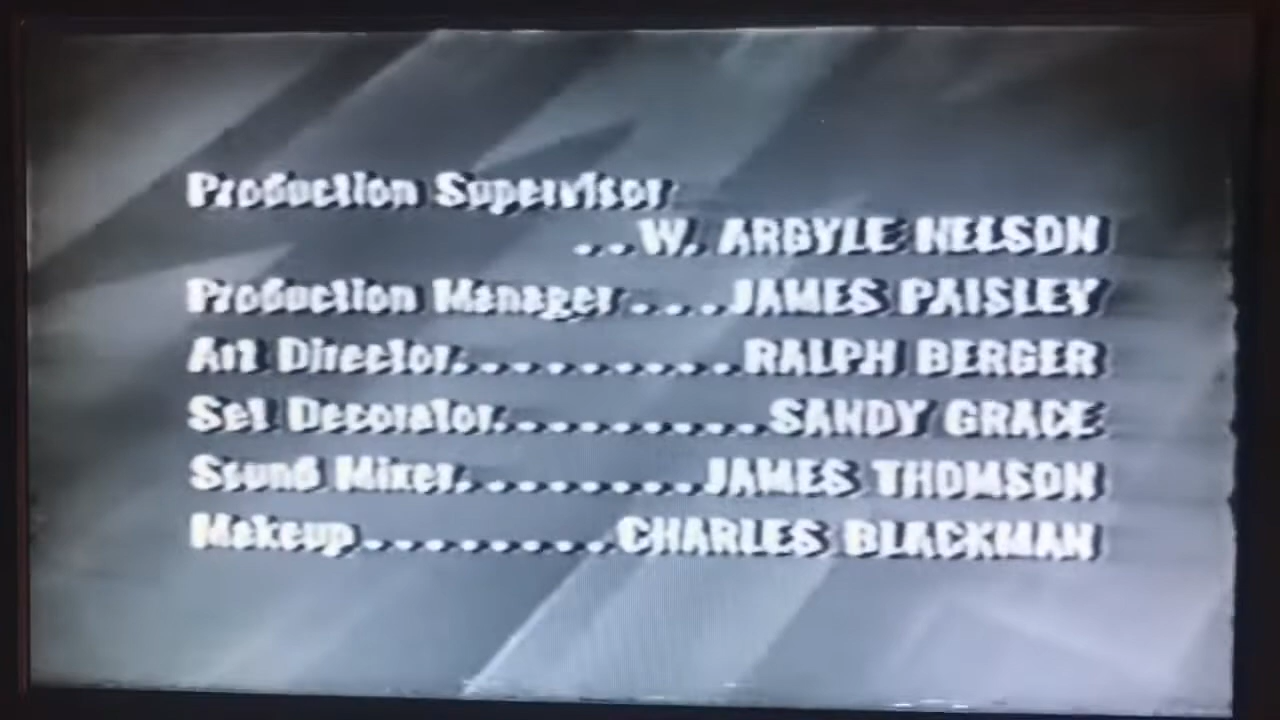 Production Supervisor
..W. ARGYLE NELSON
Production Manager....JAMES PAISLEY
Art Director..........RALPH BERGER
Set Decorator..........SANDY GRACE
Sound Mixer.........JAMES THOMSON
Makeup.........CHARLES BLACKMAN